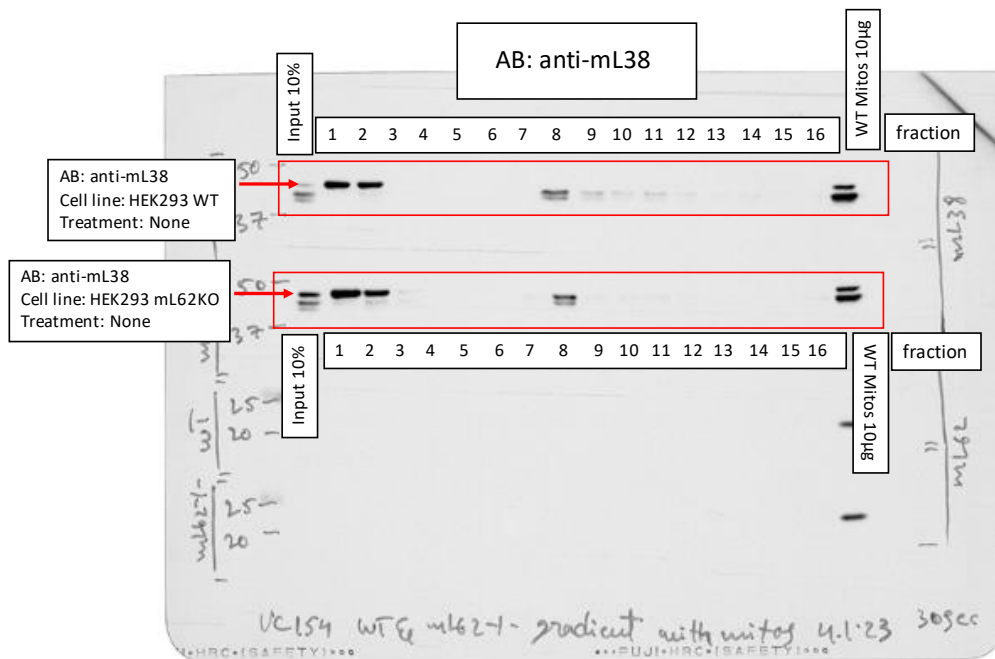 AB: anti-mL38
Input 10%
1 2 3 4 5 6 7 8 9 10 11 12 13 14 15 16
WT Mitos 10µg
fraction
AB: anti-mL38
Cell line: HEK293 WT
Treatment: None
50
37
mL38
AB: anti-mL38
Cell line: HEK293 mL62KO
Treatment: None
50
37
Input 10%
1 2 3 4 5 6 7 8 9 10 11 12 13 14 15 16
WT Mitos 10µg
fraction
WT
25
20
mL62
mL62-/-
25
20
VC154 WT & mL62-/- gradient with mitos 4.1.23 30sec
HRC•(SAFETY)•••
•••FUJI•HRC•(SAFETY)•••